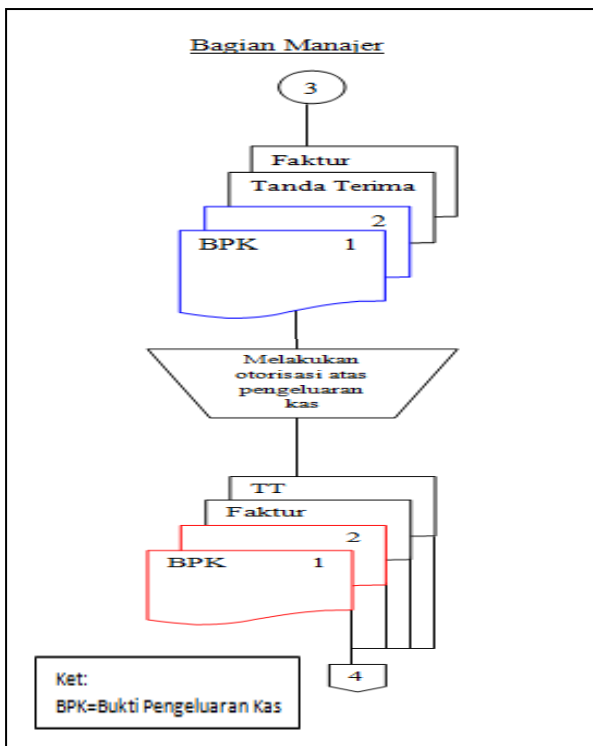 Bagian Manajer
3
Faktur
Tanda Terima
2
BPK 1
Melakukan
otorisasi atas
pengeluaran
kas
TT
Faktur
2
BPK 1
4
Ket:
BPK=Bukti Pengeluaran Kas